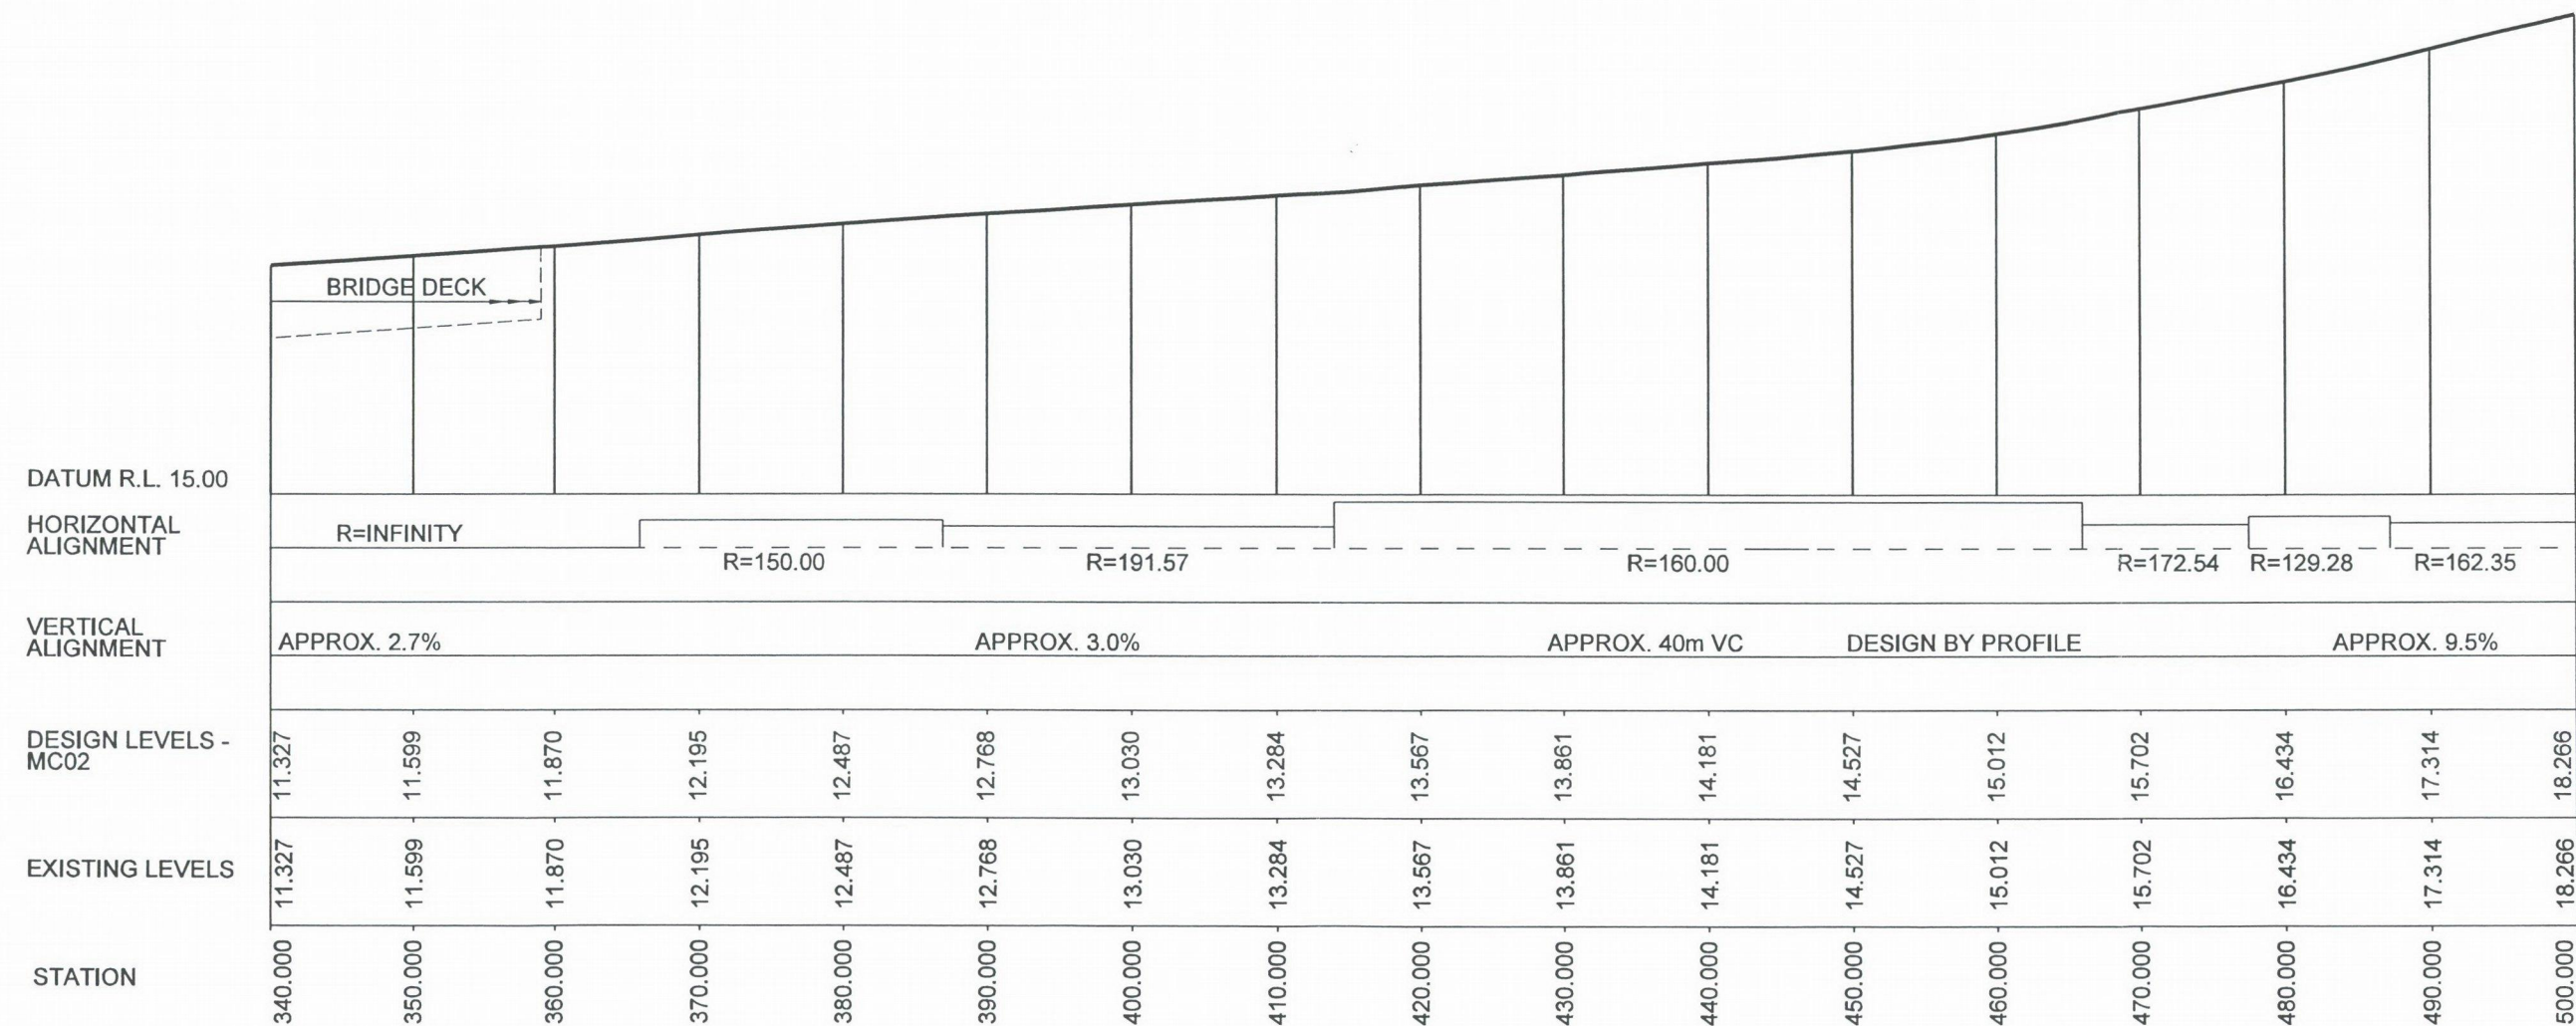 BRIDGE DECK
DATUM R.L. 15.00
HORIZONTAL
ALIGNMENT
R=INFINITY
R=150.00
R=191.57
R=160.00
R=172.54
R=129.28
R=162.35
VERTICAL
ALIGNMENT
APPROX. 2.7%
APPROX. 3.0%
APPROX. 40m VC
DESIGN BY PROFILE
APPROX. 9.5%
DESIGN LEVELS -
MC02
11.327
11.599
11.870
12.195
12.487
12.768
13.030
13.284
13.567
13.861
14.181
14.527
15.012
15.702
16.434
17.314
18.266
EXISTING LEVELS
11.327
11.599
11.870
12.195
12.487
12.768
13.030
13.284
13.567
13.861
14.181
14.527
15.012
15.702
16.434
17.314
18.266
STATION
340.000
350.000
360.000
370.000
380.000
390.000
400.000
410.000
420.000
430.000
440.000
450.000
460.000
470.000
480.000
490.000
500.000